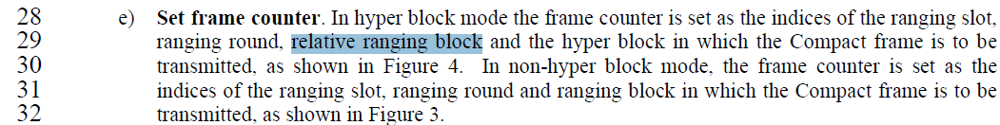 28 e) Set frame counter. In hyper block mode the frame counter is set as the indices of the ranging slot,
29 ranging round, relative ranging block and the hyper block in which the Compact frame is to be
30 transmitted, as shown in Figure 4. In non-hyper block mode, the frame counter is set as the
31 indices of the ranging slot, ranging round and ranging block in which the Compact frame is to be
32 transmitted, as shown in Figure 3.